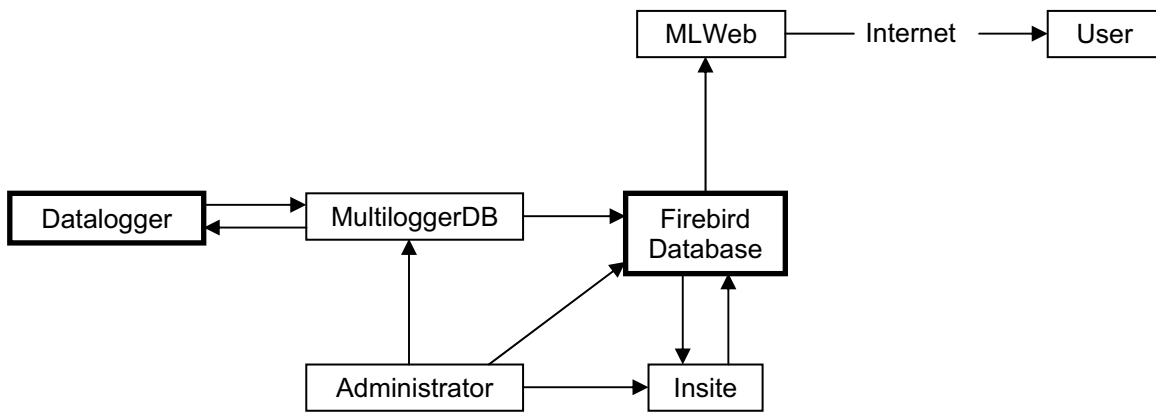 MLWeb
Internet
User
Datalogger
MultiloggerDB
Firebird
Database
Administrator
Insite